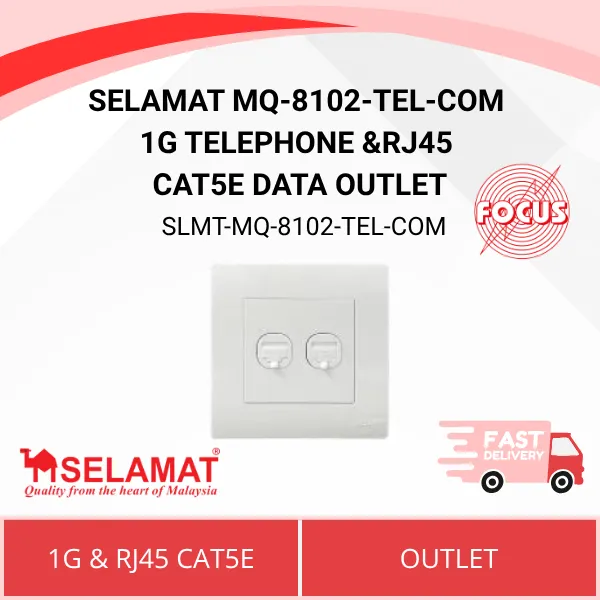 SELAMAT MQ-8102-TEL-COM
1G TELEPHONE &RJ45
CAT5E DATA OUTLET
SLMT-MQ-8102-TEL-COM
FOCUS
SELAMAT®
Quality from the heart of Malaysia
FAST
DELIVERY
1G & RJ45 CAT5E
OUTLET